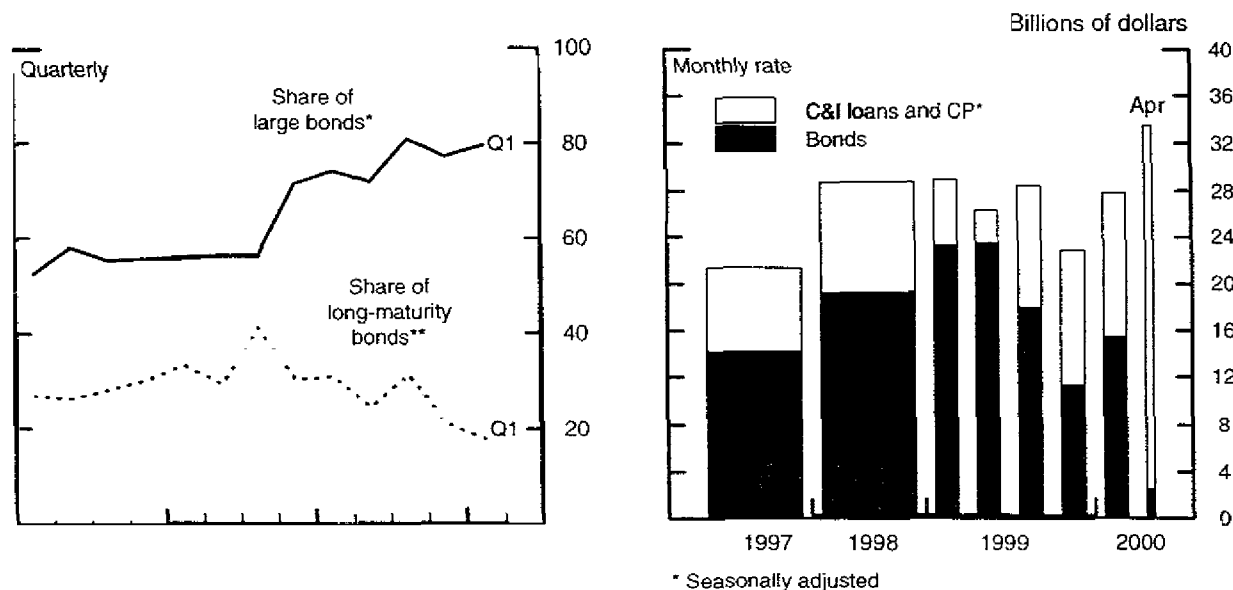 Quarterly
Share of
large bonds*
Q1
Share of
long-maturity
bonds**
Q1
100
80
60
40
20
Billions of dollars
Monthly rate
C&I loans and CP*
Bonds
Apr
40
36
32
28
24
20
16
12
8
4
0
1997 1998 1999 2000
* Seasonally adjusted